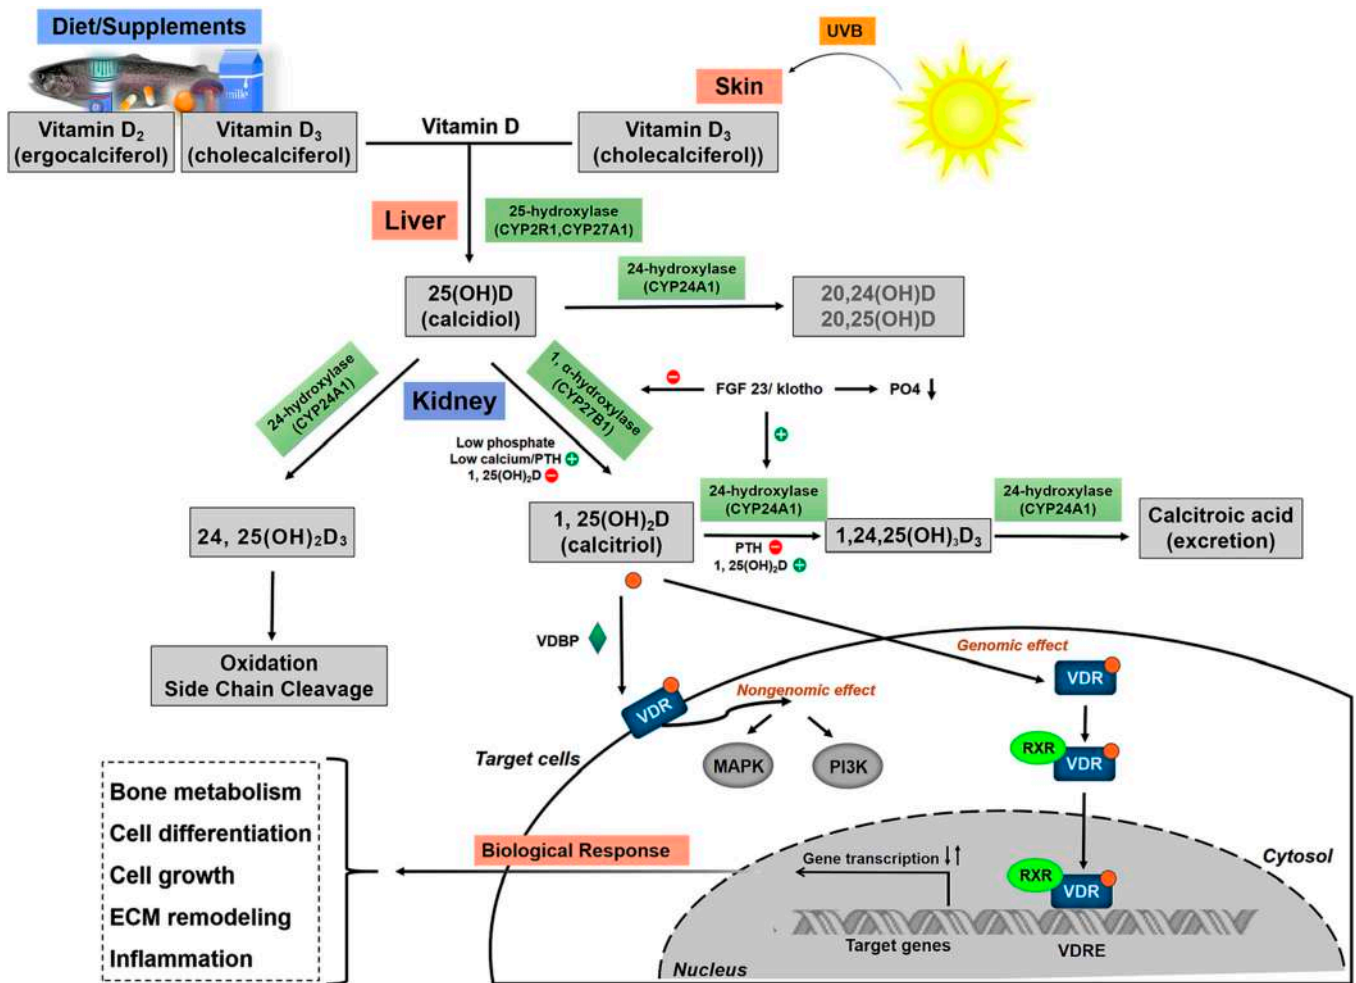 Diet/Supplements
UVB
Skin
mille
Vitamin D₂
(ergocalciferol)
Vitamin D₃
(cholecalciferol)
Vitamin D
Vitamin D₃
(cholecalciferol))
Liver
25-hydroxylase
(CYP2R1,CYP27A1)
25(OH)D
(calcidiol)
24-hydroxylase
(CYP24A1)
20,24(OH)D
20,25(OH)D
24-hydroxylase
(CYP24A1)
Kidney
1, α-hydroxylase
(CYP27B1)
FGF 23/ klotho
PO4
Low phosphate
Low calcium/PTH
1, 25(OH)₂D
24, 25(OH)₂D₃
1, 25(OH)₂D
(calcitriol)
24-hydroxylase
(CYP24A1)
PTH
1, 25(OH)₂D
1,24,25(OH)₃D₃
24-hydroxylase
(CYP24A1)
Calcitroic acid
(excretion)
Oxidation
Side Chain Cleavage
VDBP
VDR
Nongenomic effect
Genomic effect
VDR
Target cells
MAPK
PI3K
RXR
VDR
Bone metabolism
Cell differentiation
Cell growth
ECM remodeling
Inflammation
Biological Response
Gene transcription
Cytosol
RXR
VDR
Target genes
VDRE
Nucleus